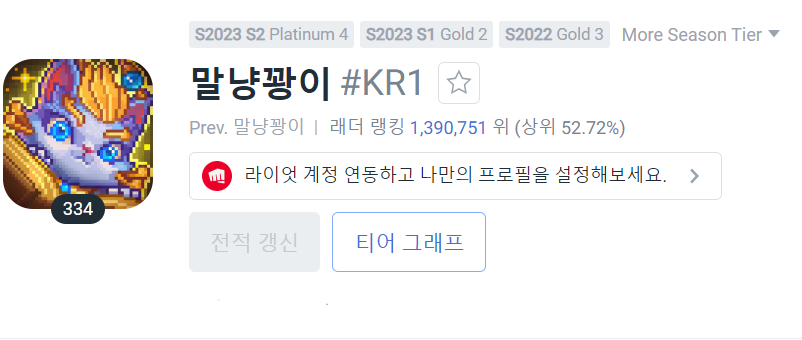 S2023 S2 Platinum 4 S2023 S1 Gold 2 S2022 Gold 3 More Season Tier
말냥꽝이 #KR1
Prev. 말냥꽝이 | 래더 랭킹 1,390,751 위 (상위 52.72%)
라이엇 계정 연동하고 나만의 프로필을 설정해보세요.
334
전적 갱신 티어 그래프